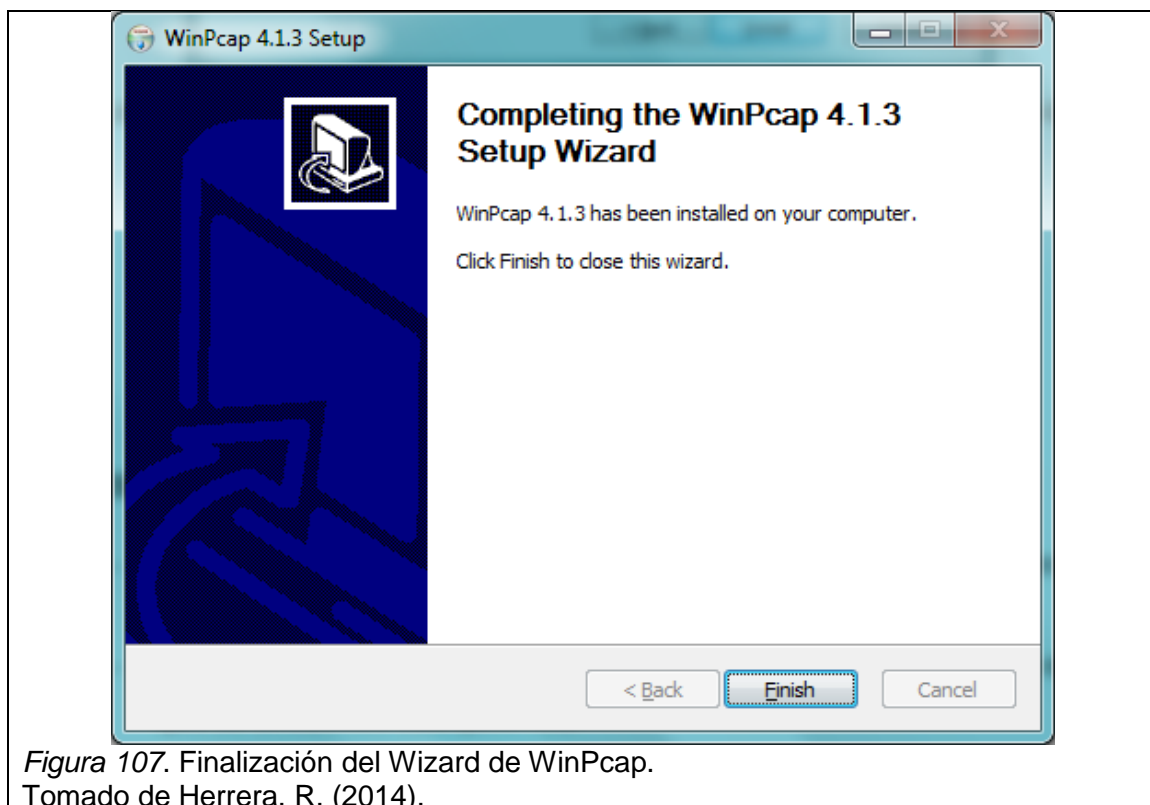 WinPcap 4.1.3 Setup
Completing the WinPcap 4.1.3
Setup Wizard
WinPcap 4.1.3 has been installed on your computer.
Click Finish to close this wizard.
< Back Finish Cancel
Figura 107. Finalización del Wizard de WinPcap.
Tomado de Herrera, R. (2014).